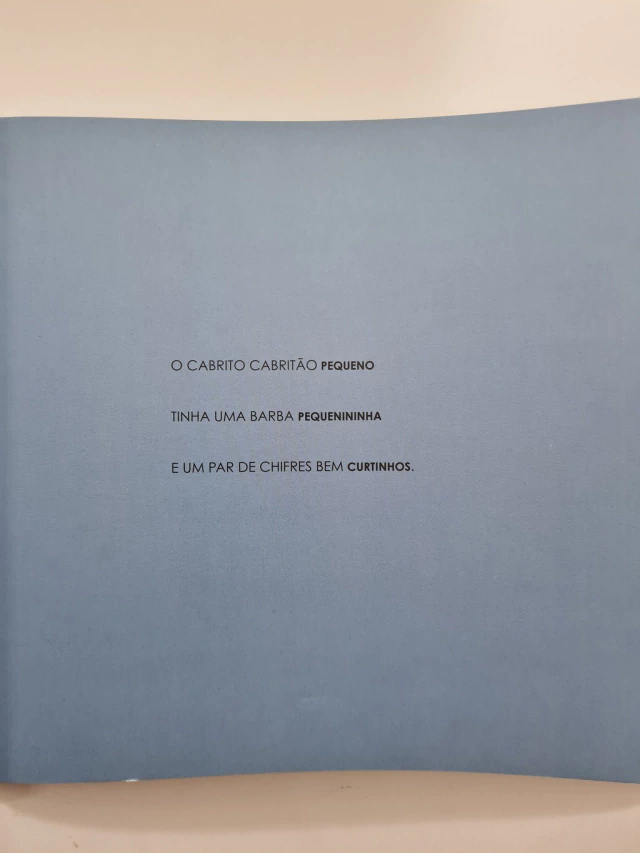 O CABRITO CABRITÃO PEQUENO
TINHA UMA BARBA PEQUENININHA
E UM PAR DE CHIFRES BEM CURTINHOS.